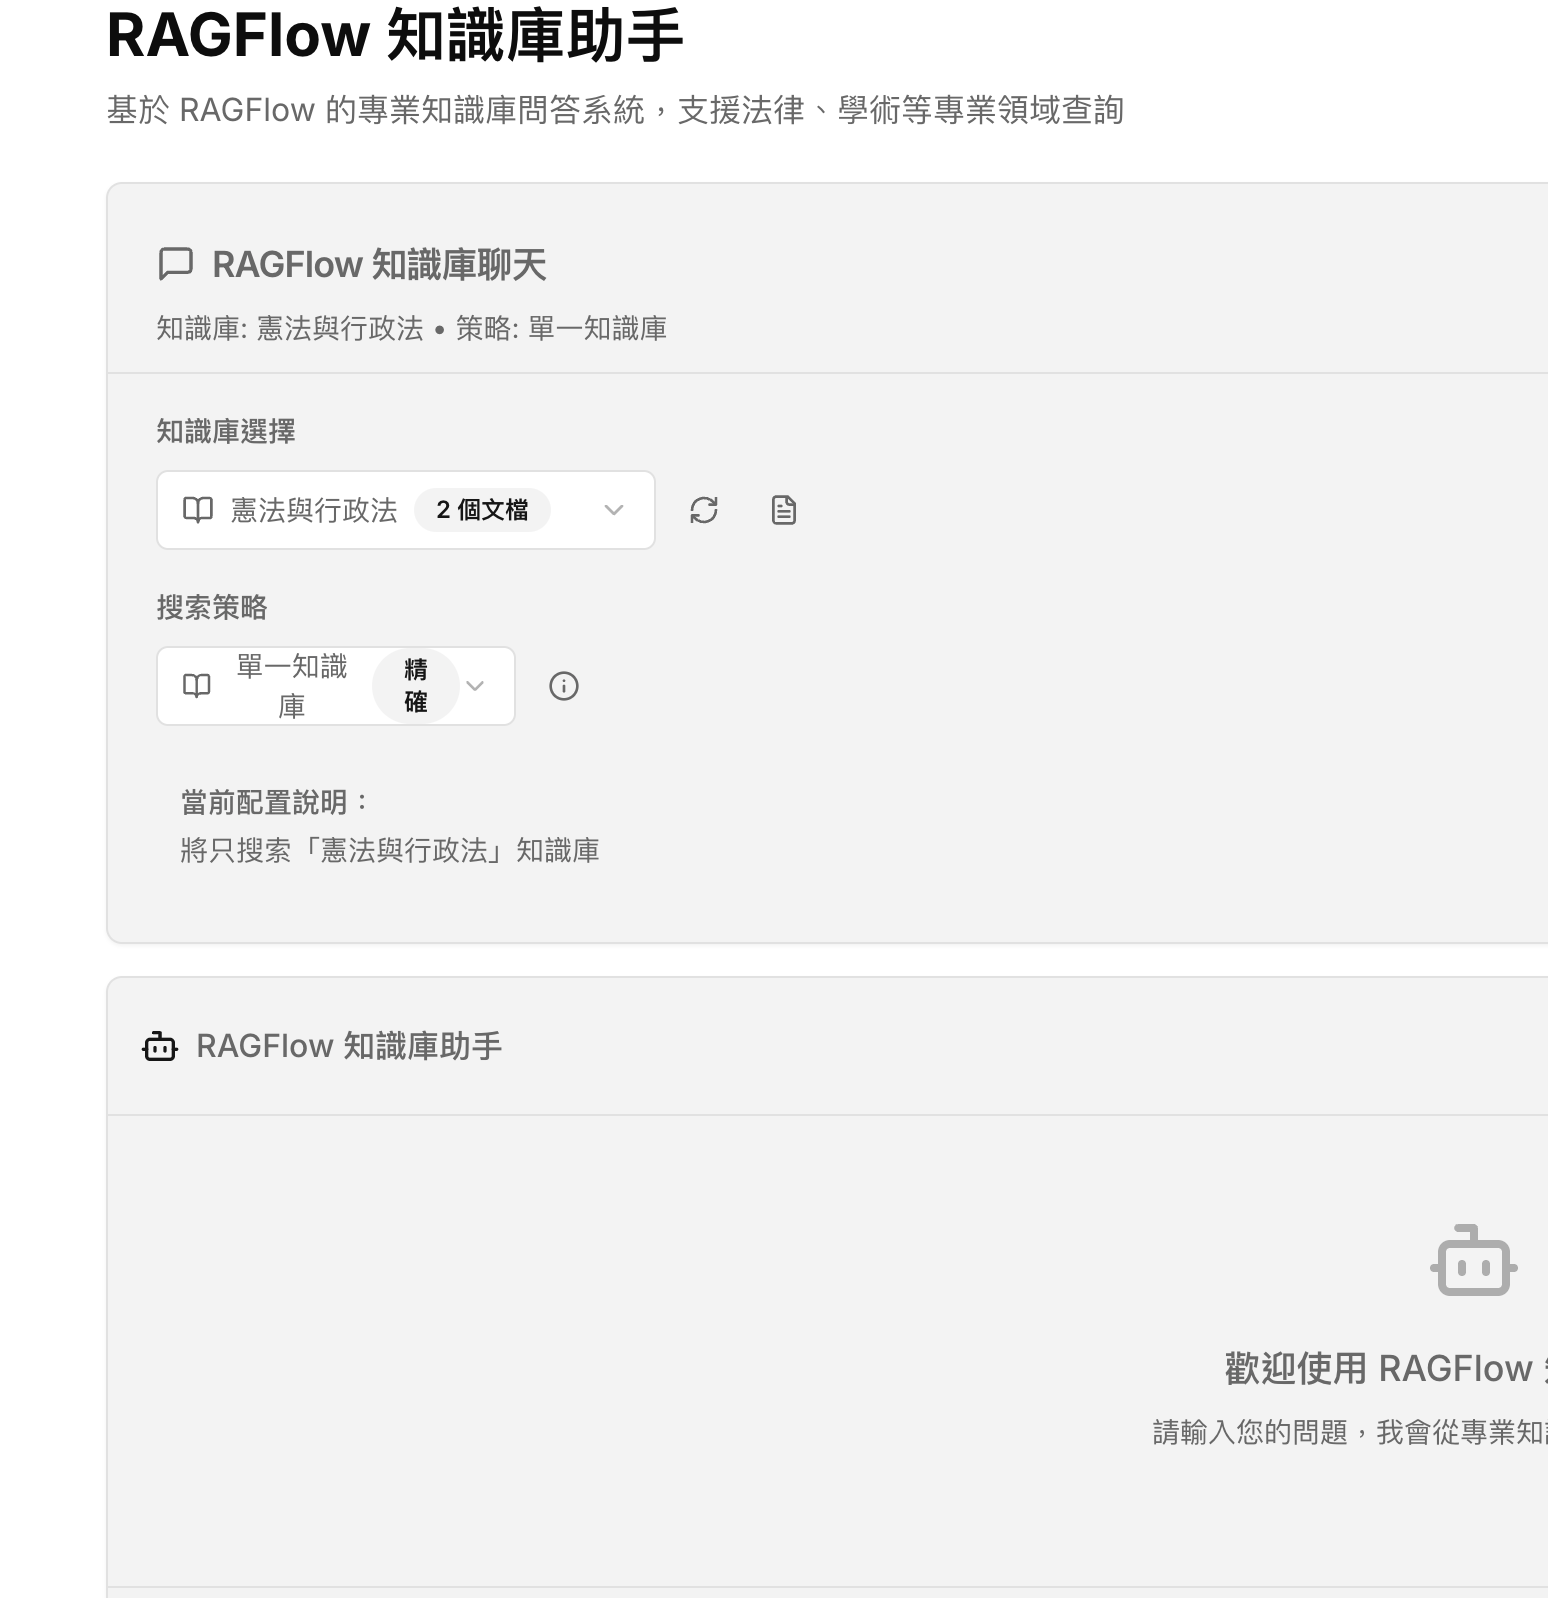 RAGFlow 知識庫助手
基於 RAGFlow 的專業知識庫問答系統，支援法律、學術等專業領域查詢
RAGFlow 知識庫聊天
知識庫: 憲法與行政法 • 策略: 單一知識庫
知識庫選擇
憲法與行政法 2 個文檔
搜索策略
單一知識
庫
精
確
當前配置說明：
將只搜索「憲法與行政法」知識庫
RAGFlow 知識庫助手
歡迎使用 RAGFlow
請輸入您的問題，我會從專業知